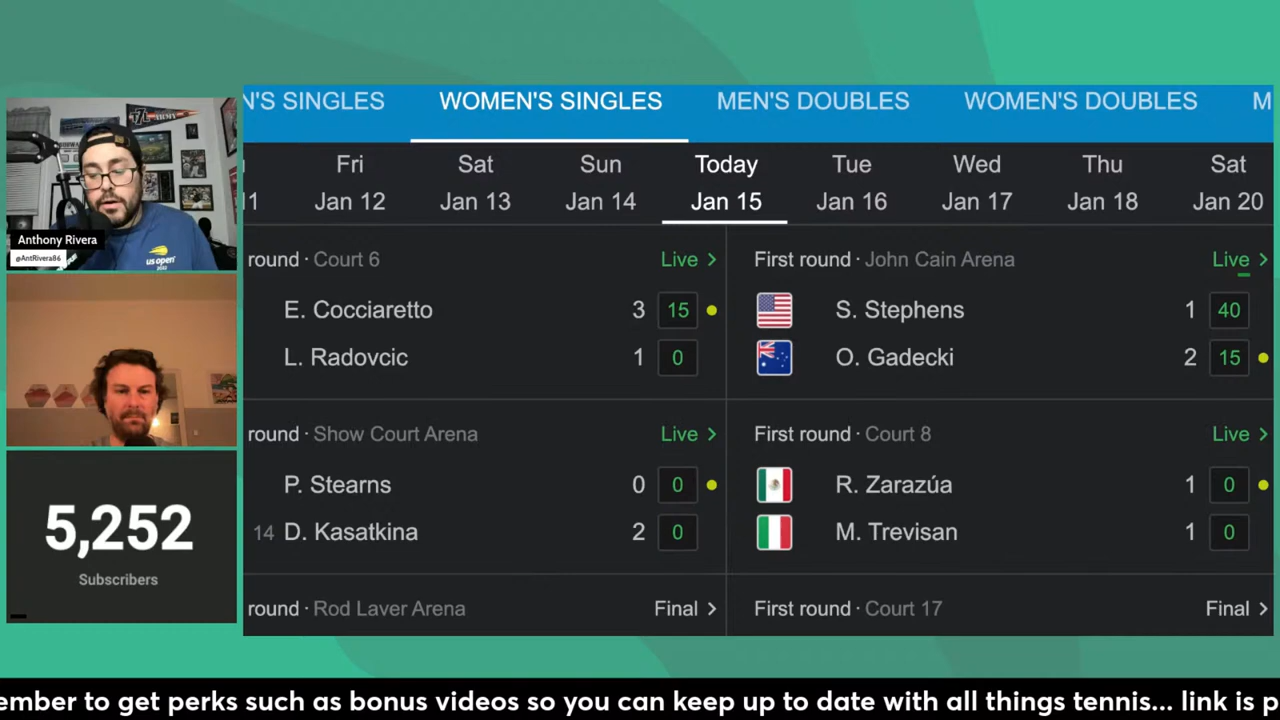 N'S SINGLES WOMEN'S SINGLES MEN'S DOUBLES WOMEN'S DOUBLES M
Fri Sat Sun Today Tue Wed Thu Sat
11 Jan 12 Jan 13 Jan 14 Jan 15 Jan 16 Jan 17 Jan 18 Jan 20
Anthony Rivera
@AntRivera86
us open
round · Court 6 Live
E. Cocciaretto 3 15
L. Radovcic 1 0
First round · John Cain Arena Live
S. Stephens 1 40
O. Gadecki 2 15
round · Show Court Arena Live
P. Stearns 0 0
14 D. Kasatkina 2 0
First round · Court 8 Live
R. Zarazúa 1 0
M. Trevisan 1 0
round · Rod Laver Arena Final
First round · Court 17 Final
5,252
Subscribers
ember to get perks such as bonus videos so you can keep up to date with all things tennis... link is p